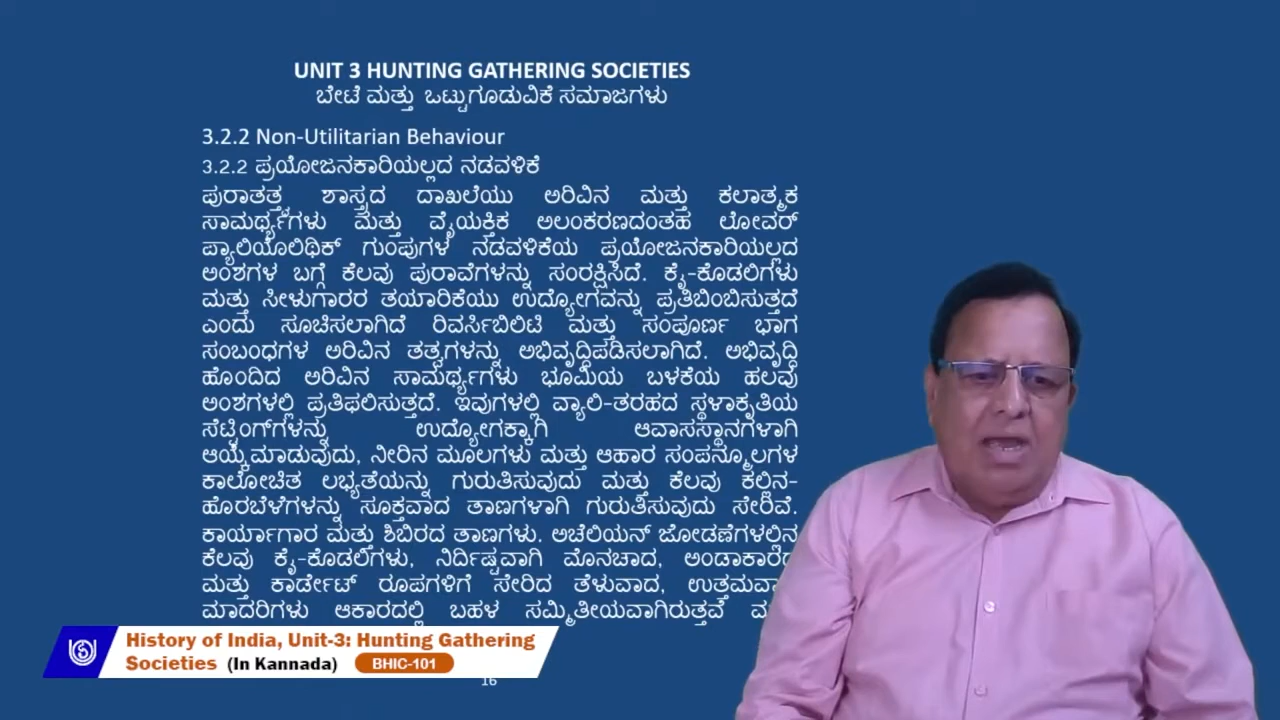 UNIT 3 HUNTING GATHERING SOCIETIES
ಬೇಟೆ ಮತ್ತು ಒಟ್ಟುಗೂಡುವಿಕೆ ಸಮಾಜಗಳು
3.2.2 Non-Utilitarian Behaviour
3.2.2 ಪ್ರಯೋಜನಕಾರಿಯಲ್ಲದ ನಡವಳಿಕೆ
ಪುರಾತತ್ತ್ವ ಶಾಸ್ತ್ರದ ದಾಖಲೆಯು ಅರಿವಿನ ಮತ್ತು ಕಲಾತ್ಮಕ
ಸಾಮರ್ಥ್ಯಗಳು ಮತ್ತು ವೈಯಕ್ತಿಕ ಅಲಂಕರಣದಂತಹ ಲೋವರ್
ಪ್ಯಾಲಿಯೊಲಿಥಿಕ್ ಗುಂಪುಗಳ ನಡವಳಿಕೆಯ ಪ್ರಯೋಜನಕಾರಿಯಲ್ಲದ
ಅಂಶಗಳ ಬಗ್ಗೆ ಕೆಲವು ಪುರಾವೆಗಳನ್ನು ಸಂರಕ್ಷಿಸಿದೆ. ಕೈ-ಕೊಡಲಿಗಳು
ಮತ್ತು ಸೀಳುಗಾರರ ತಯಾರಿಕೆಯು ಉದ್ಯೋಗವನ್ನು ಪ್ರತಿಬಿಂಬಿಸುತ್ತದೆ
ಎಂದು ಸೂಚಿಸಲಾಗಿದೆ ರಿವರ್ಸಿಬಿಲಿಟಿ ಮತ್ತು ಸಂಪೂರ್ಣ ಭಾಗ
ಸಂಬಂಧಗಳ ಅರಿವಿನ ತತ್ವಗಳನ್ನು ಅಭಿವೃದ್ಧಿಪಡಿಸಲಾಗಿದೆ. ಅಭಿವೃದ್ಧಿ
ಹೊಂದಿದ ಅರಿವಿನ ಸಾಮರ್ಥ್ಯಗಳು ಭೂಮಿಯ ಬಳಕೆಯ ಹಲವು
ಅಂಶಗಳಲ್ಲಿ ಪ್ರತಿಫಲಿಸುತ್ತದೆ. ಇವುಗಳಲ್ಲಿ ವ್ಯಾಲಿ-ತರಹದ ಸ್ಥಳಾಕೃತಿಯ
ಸೆಟ್ಟಿಂಗ್‌ಗಳನ್ನು ಉದ್ಯೋಗಕ್ಕಾಗಿ ಆವಾಸಸ್ಥಾನಗಳಾಗಿ
ಆಯ್ಕೆಮಾಡುವುದು, ನೀರಿನ ಮೂಲಗಳು ಮತ್ತು ಆಹಾರ ಸಂಪನ್ಮೂಲಗಳ
ಕಾಲೋಚಿತ ಲಭ್ಯತೆಯನ್ನು ಗುರುತಿಸುವುದು ಮತ್ತು ಕೆಲವು ಕಲ್ಲಿನ-
ಹೊರಬೆಳೆಗಳನ್ನು ಸೂಕ್ತವಾದ ತಾಣಗಳಾಗಿ ಗುರುತಿಸುವುದು ಸೇರಿವೆ.
ಕಾರ್ಯಾಗಾರ ಮತ್ತು ಶಿಬಿರದ ತಾಣಗಳು. ಅಚೆಲಿಯನ್ ಜೋಡಣೆಗಳಲ್ಲಿನ
ಕೆಲವು ಕೈ-ಕೊಡಲಿಗಳು, ನಿರ್ದಿಷ್ಟವಾಗಿ ಮೊನಚಾದ,
ಮತ್ತು ಕಾರ್ಡೇಟ್ ರೂಪಗಳಿಗೆ ಸೇರಿದ ತೆಳುವಾದ,
ಮಾದರಿಗಳು ಆಕಾರದಲ್ಲಿ ಬಹಳ ಸಮ್ಮಿತೀಯವಾಗಿರುತ್ತವೆ
16
History of India, Unit-3: Hunting Gathering
Societies (In Kannada) BHIC-101